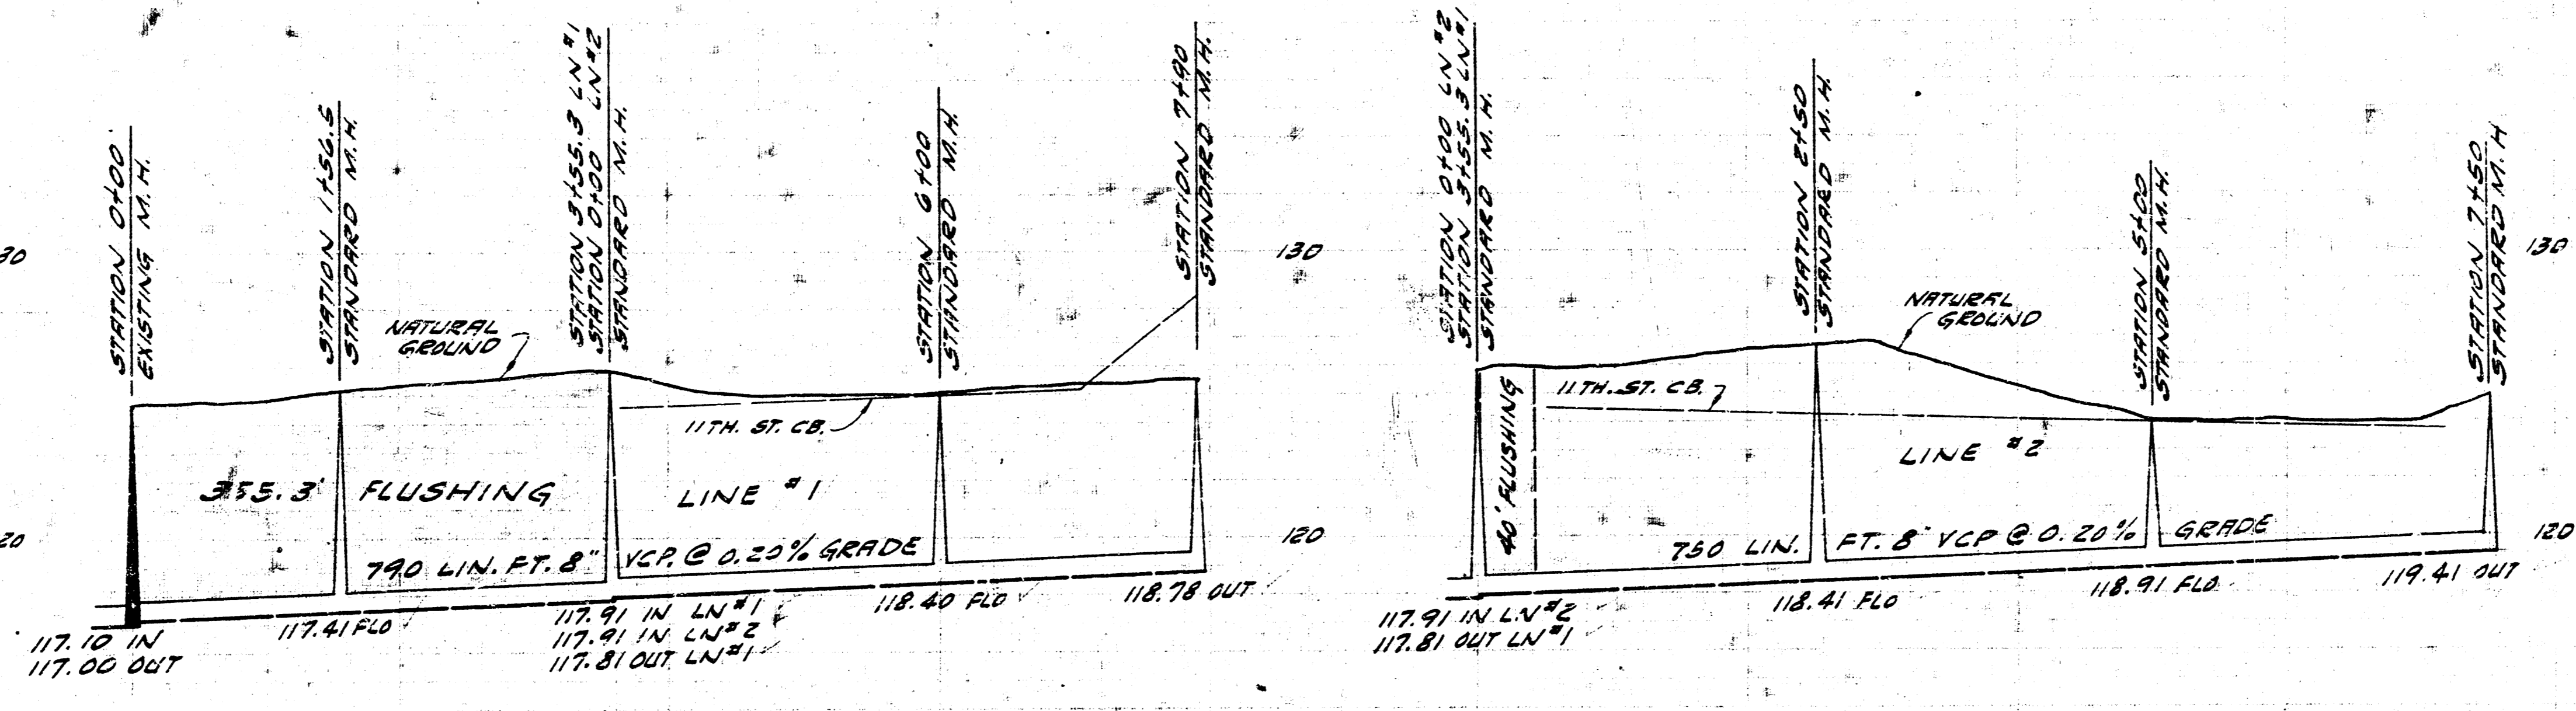 STATION 0+00
EXISTING M.H.
STATION 1+56.5
STANDARD M.H.
STATION 3+55.3 LN #1
STATION 0+00 LN #2
STANDARD M.H.
STATION 6+00
STANDARD M.H.
STATION 7+90
STANDARD M.H.
30
130
NATURAL
GROUND
11TH. ST. CB.
355.3' FLUSHING
LINE #1
790 LIN. FT. 8" VCP. @ 0.20% GRADE
20
120
117.10 IN
117.00 OUT
117.41 FLO
117.91 IN LN #1
117.91 IN LN #2
117.81 OUT LN #1
118.40 FLO
118.78 OUT
STATION 0+00 LN #2
STATION 3+55.3 LN #1
STANDARD M.H.
STATION 2+50
STANDARD M.H.
STATION 5+00
STANDARD M.H.
STATION 7+50
STANDARD M.H
130
NATURAL
GROUND
11TH. ST. CB.
40' FLUSHING
LINE #2
750 LIN. FT. 8" VCP @ 0.20% GRADE
120
117.91 IN LN #2
117.81 OUT LN #1
118.41 FLO
118.91 FLO
119.41 OUT